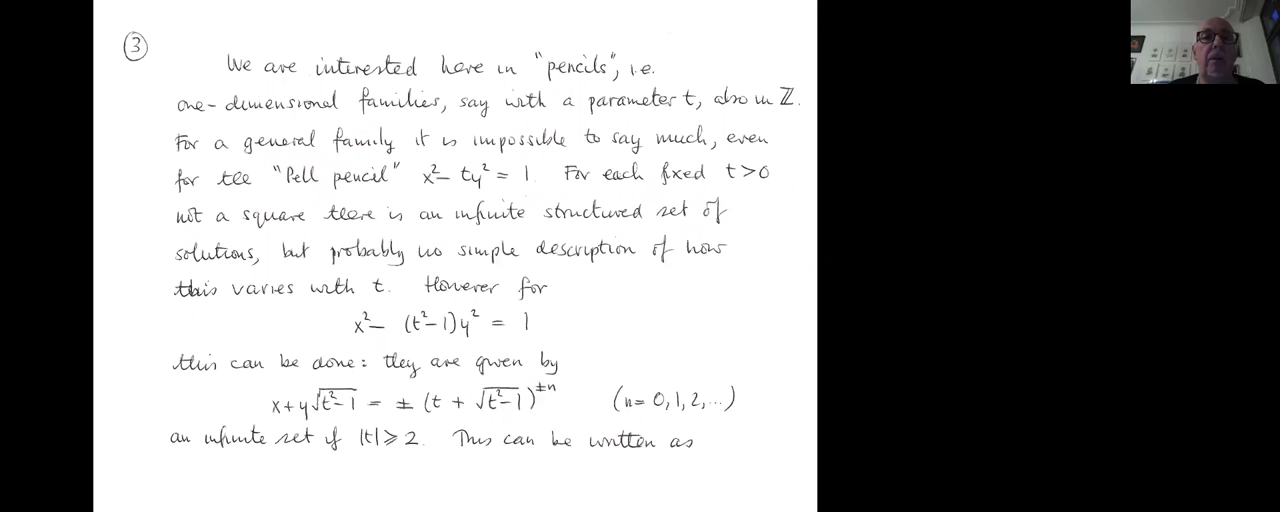 ③
We are interested here in "pencils", i.e.
one-dimensional families, say with a parameter t, also in ℤ.
For a general family it is impossible to say much, even
for the "Pell pencil" x² − ty² = 1. For each fixed t>0
not a square there is an infinite structured set of
solutions, but probably no simple description of how
this varies with t. However for
x² − (t²−1)y² = 1
this can be done: they are given by
x+y√(t²−1) = ± (t + √(t²−1))^±n (n= 0,1,2,...)
an infinite set if |t| ⩾ 2. This can be written as